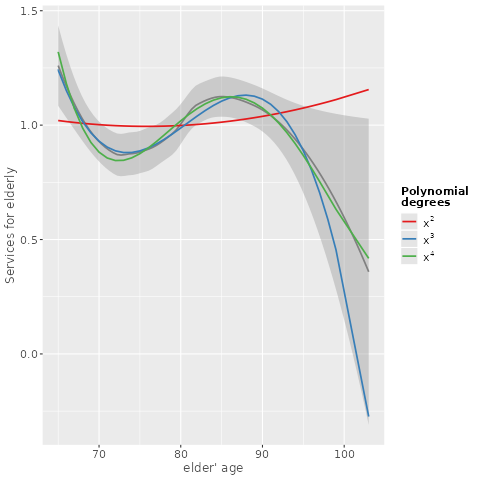 1.5
1.0
0.5
0.0
Services for elderly
70 80 90 100
elder' age
Polynomial
degrees
x²
x³
x⁴